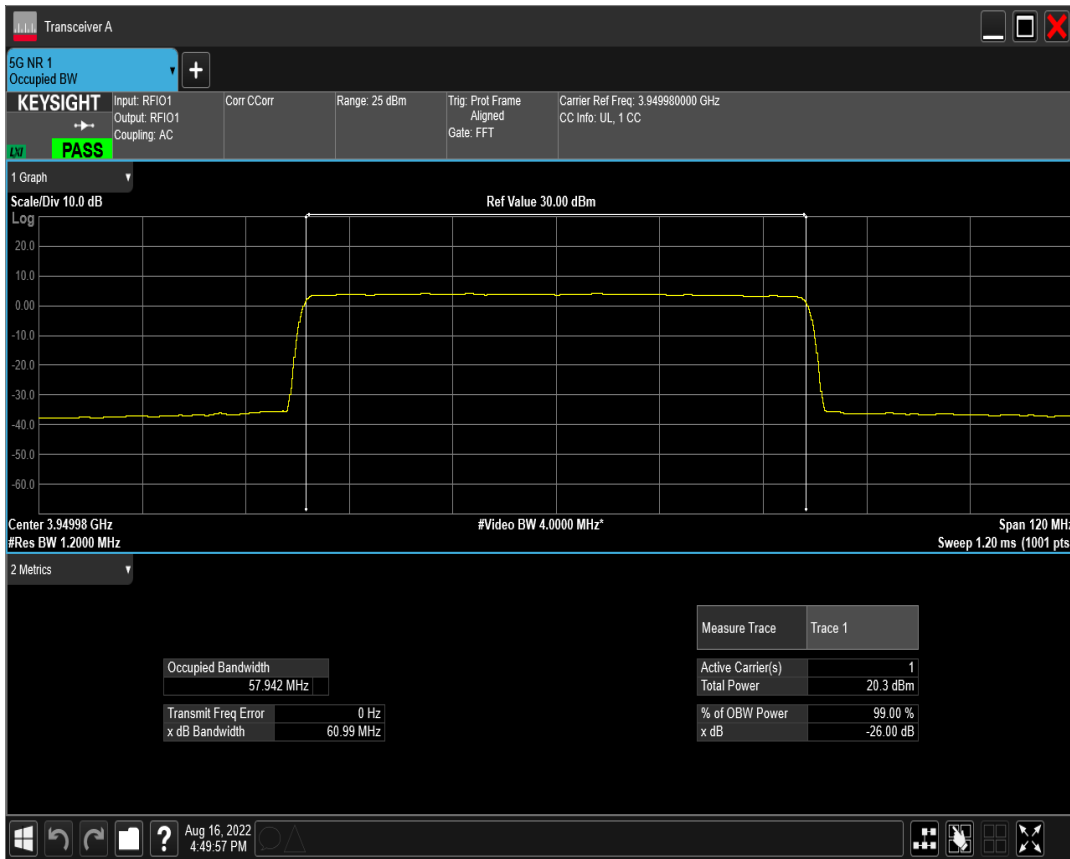 Transceiver A
5G NR 1
Occupied BW
KEYSIGHT
Input: RFIO1
Output: RFIO1
Coupling: AC
Corr CCorr
Range: 25 dBm
Trig: Prot Frame
Aligned
Gate: FFT
Carrier Ref Freq: 3.949980000 GHz
CC Info: UL, 1 CC
LXI
PASS
1 Graph
Scale/Div 10.0 dB
Ref Value 30.00 dBm
Log
20.0
10.0
0.00
-10.0
-20.0
-30.0
-40.0
-50.0
-60.0
Center 3.94998 GHz
#Video BW 4.0000 MHz*
Span 120 MHz
#Res BW 1.2000 MHz
Sweep 1.20 ms (1001 pts
2 Metrics
Measure Trace
Trace 1
Occupied Bandwidth
57.942 MHz
Active Carrier(s)
1
Total Power
20.3 dBm
Transmit Freq Error
0 Hz
x dB Bandwidth
60.99 MHz
% of OBW Power
99.00 %
x dB
-26.00 dB
?
Aug 16, 2022
4:49:57 PM